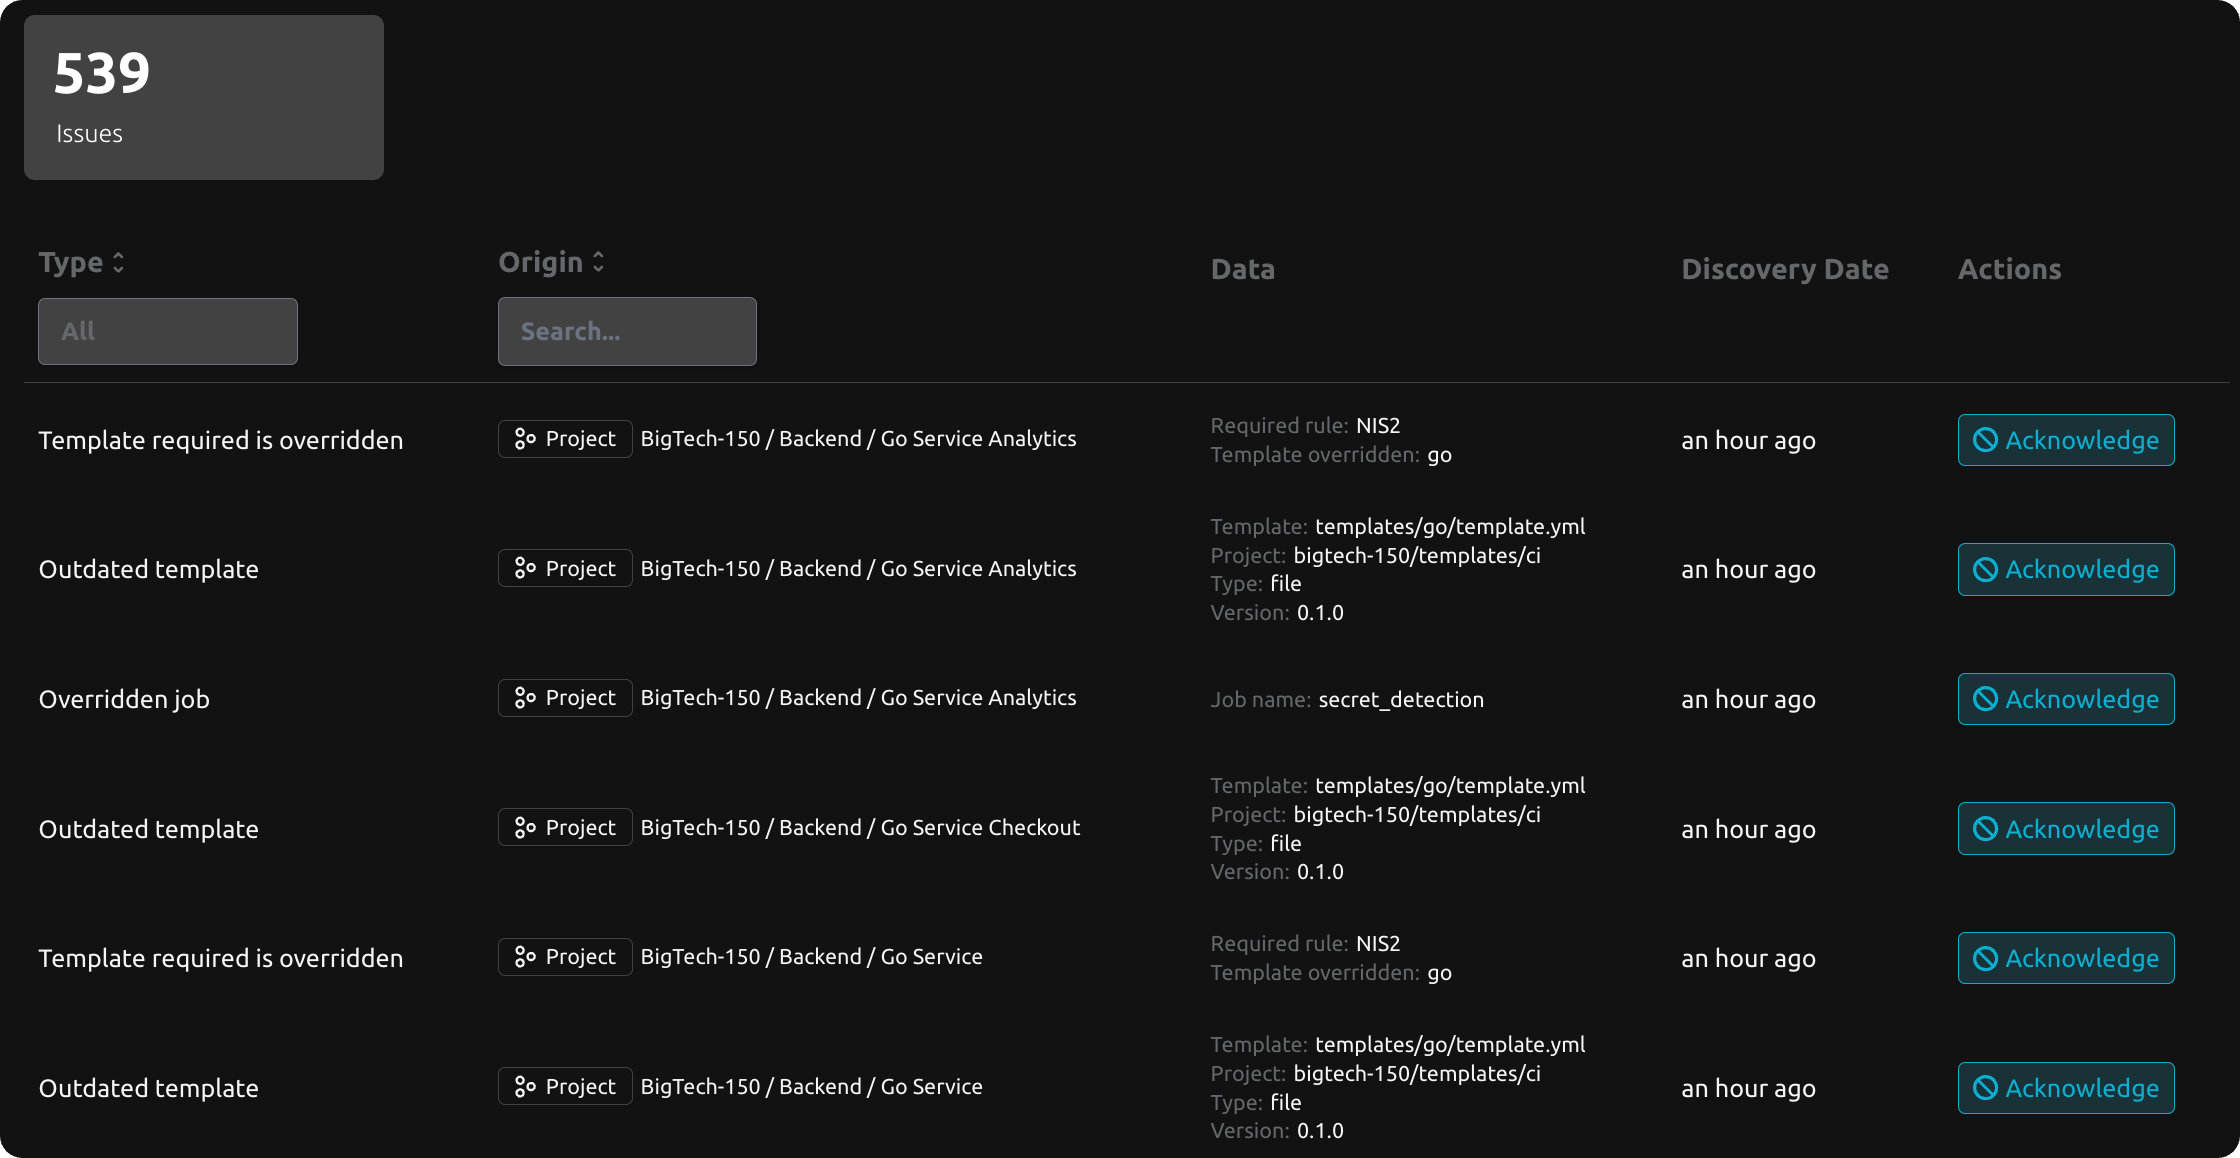 539
Issues
Type Origin Data Discovery Date Actions
All Search...
Template required is overridden Project BigTech-150 / Backend / Go Service Analytics Required rule: NIS2 an hour ago Acknowledge
Template overridden: go
Template: templates/go/template.yml
Project: bigtech-150/templates/ci
Outdated template Project BigTech-150 / Backend / Go Service Analytics an hour ago Acknowledge
Type: file
Version: 0.1.0
Overridden job Project BigTech-150 / Backend / Go Service Analytics Job name: secret_detection an hour ago Acknowledge
Template: templates/go/template.yml
Project: bigtech-150/templates/ci
Outdated template Project BigTech-150 / Backend / Go Service Checkout an hour ago Acknowledge
Type: file
Version: 0.1.0
Template required is overridden Project BigTech-150 / Backend / Go Service Required rule: NIS2 an hour ago Acknowledge
Template overridden: go
Template: templates/go/template.yml
Project: bigtech-150/templates/ci
Outdated template Project BigTech-150 / Backend / Go Service an hour ago Acknowledge
Type: file
Version: 0.1.0